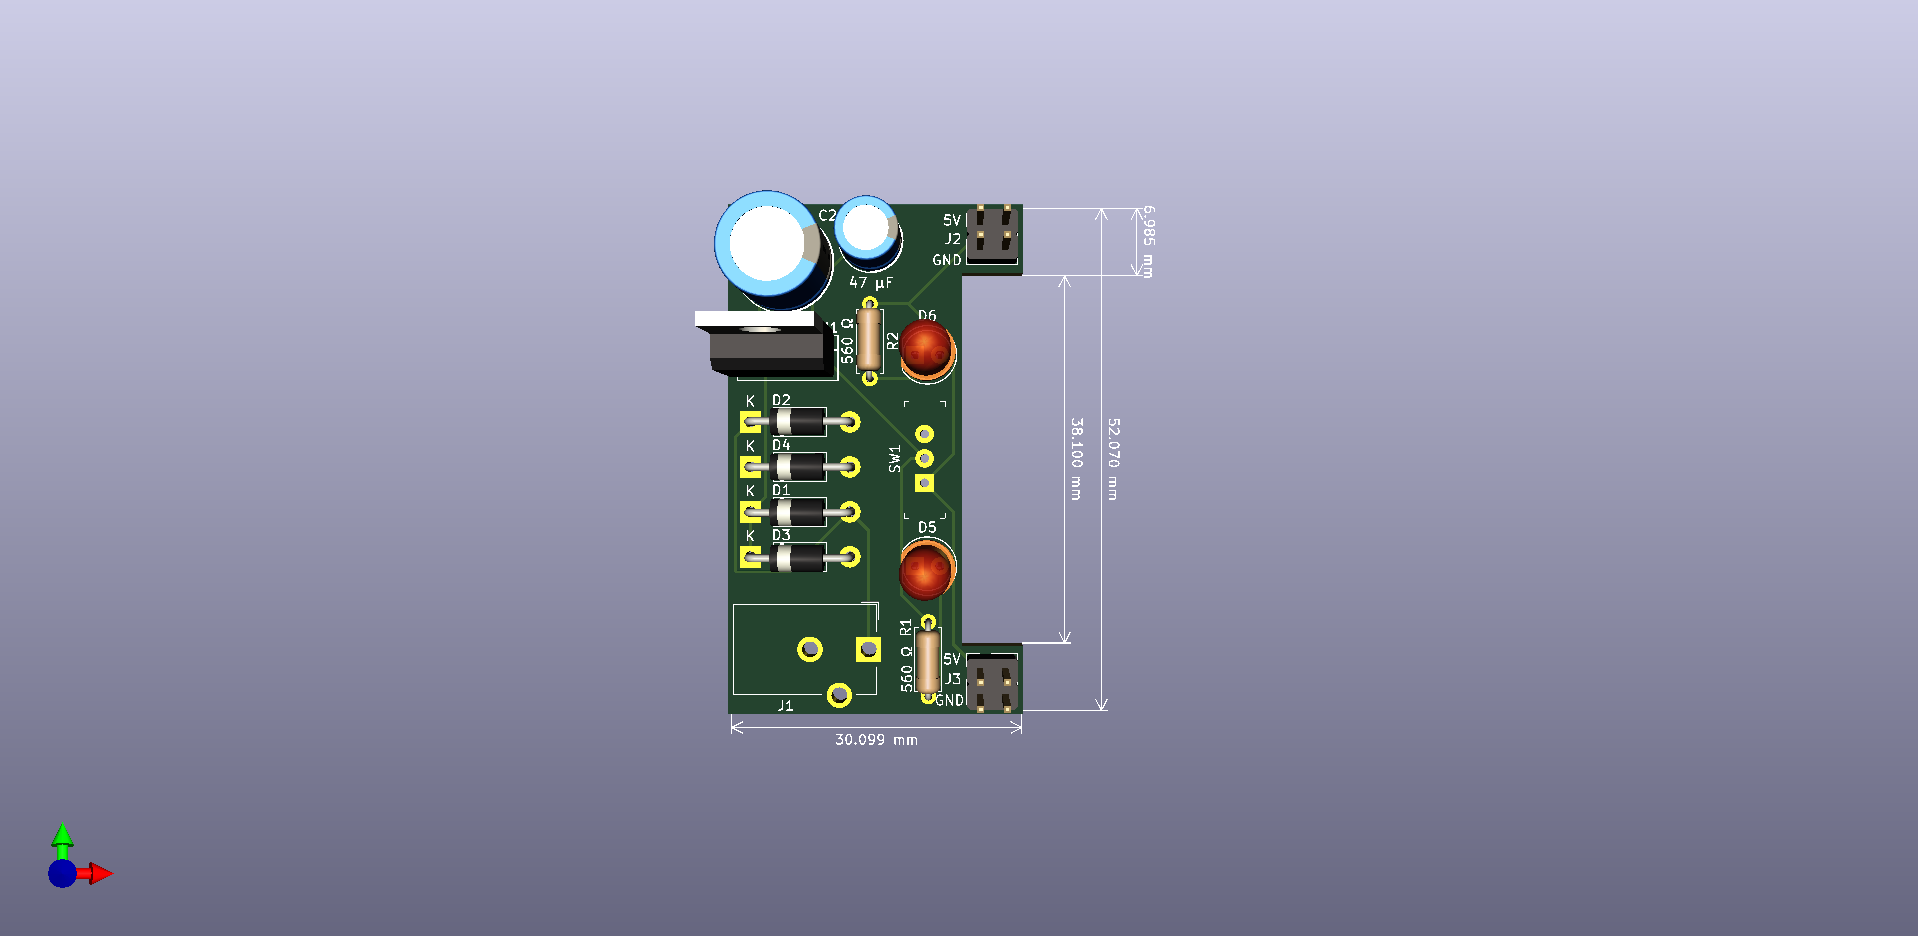 C2
5V
J2
GND
6.985 mm
47 µF
D6
560 Ω
R2
K
D2
K
D4
K
D1
K
D3
SW1
38.100 mm
52.070 mm
D5
R1
560 Ω
5V
J3
GND
J1
30.099 mm